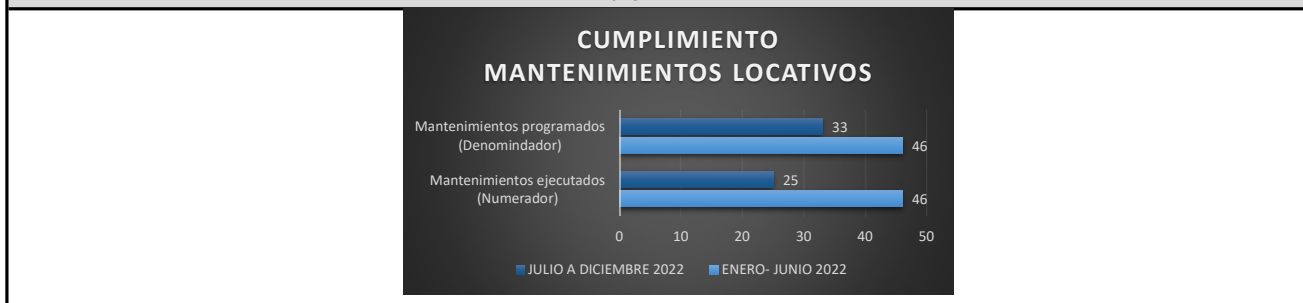 CUMPLIMIENTO
MANTENIMIENTOS LOCATIVOS
Mantenimientos programados
(Denomindador)
33
46
Mantenimientos ejecutados
(Numerador)
25
46
0 10 20 30 40 50
JULIO A DICIEMBRE 2022 ENERO- JUNIO 2022